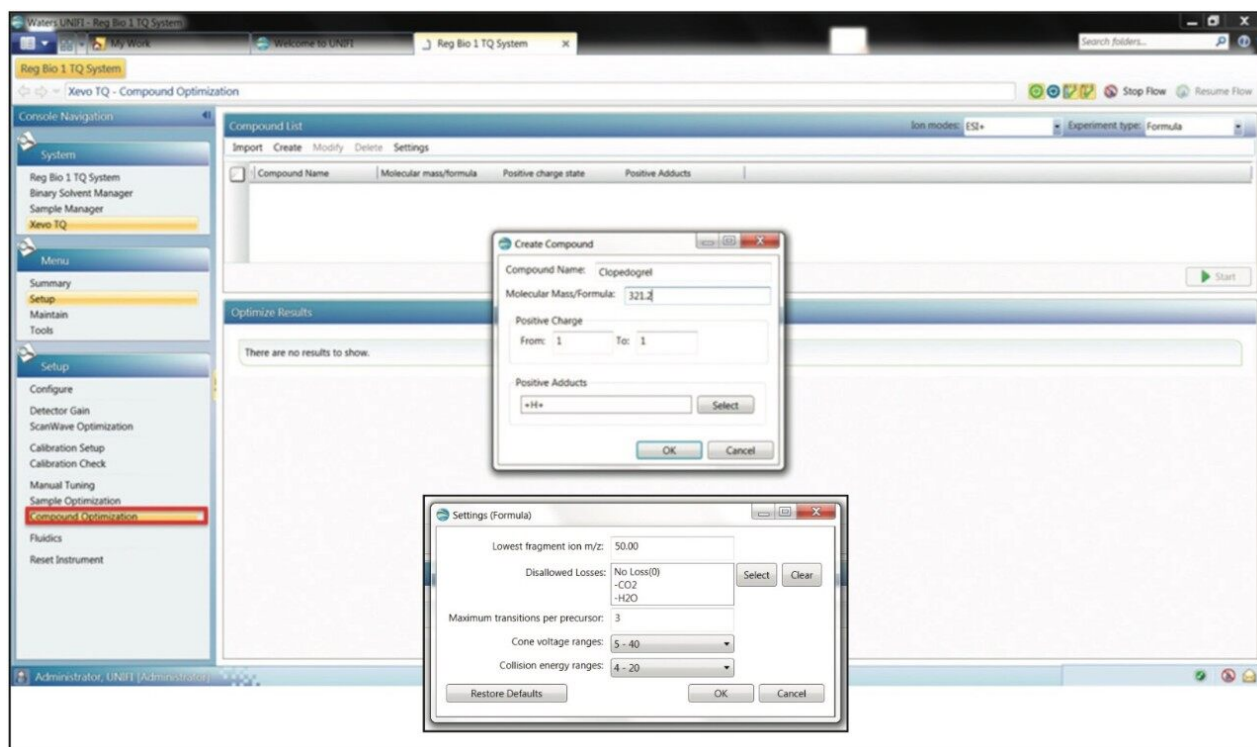 Waters UNIFI - Reg Bio 1 TQ System
My Work Welcome to UNIFI Reg Bio 1 TQ System Search folders...
Reg Bio 1 TQ System
Xevo TQ - Compound Optimization Stop Flow Resume Flow
Console Navigation
System
Reg Bio 1 TQ System
Binary Solvent Manager
Sample Manager
Xevo TQ
Menu
Summary
Setup
Maintain
Tools
Setup
Configure
Detector Gain
ScanWave Optimization
Calibration Setup
Calibration Check
Manual Tuning
Sample Optimization
Compound Optimization
Fluidics
Reset Instrument
Compound List Ion modes: ESI+ Experiment type: Formula
Import Create Modify Delete Settings
Compound Name Molecular mass/formula Positive charge state Positive Adducts
Start
Optimize Results
There are no results to show.
Create Compound
Compound Name: Clopedogrel
Molecular Mass/Formula: 321.2
Positive Charge
From: 1 To: 1
Positive Adducts
+H+ Select
OK Cancel
Settings (Formula)
Lowest fragment ion m/z: 50.00
Disallowed Losses: No Loss(0) Select Clear
-CO2
-H2O
Maximum transitions per precursor: 3
Cone voltage ranges: 5 - 40
Collision energy ranges: 4 - 20
Restore Defaults OK Cancel
Administrator, UNIFI [Administrator]